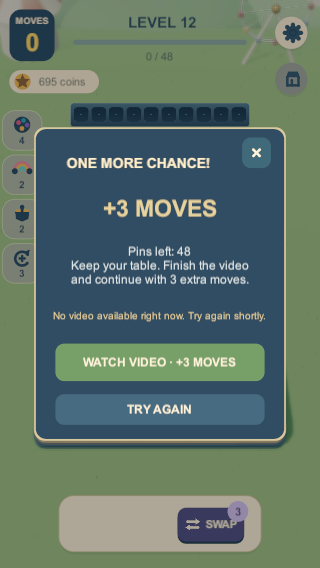 MOVES
0
LEVEL 12
0 / 48
695 coins
4
2
2
3
ONE MORE CHANCE!
×
+3 MOVES
Pins left: 48
Keep your table. Finish the video
and continue with 3 extra moves.
No video available right now. Try again shortly.
WATCH VIDEO · +3 MOVES
TRY AGAIN
3
SWAP